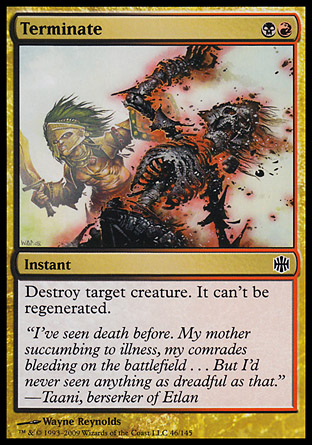 Terminate
Instant
Destroy target creature. It can't be
regenerated.
“I've seen death before. My mother
succumbing to illness, my comrades
bleeding on the battlefield . . . But I'd
never seen anything as dreadful as that.”
—Taani, berserker of Etlan
Wayne Reynolds
™ & © 1993–2009 Wizards of the Coast LLC 46/145